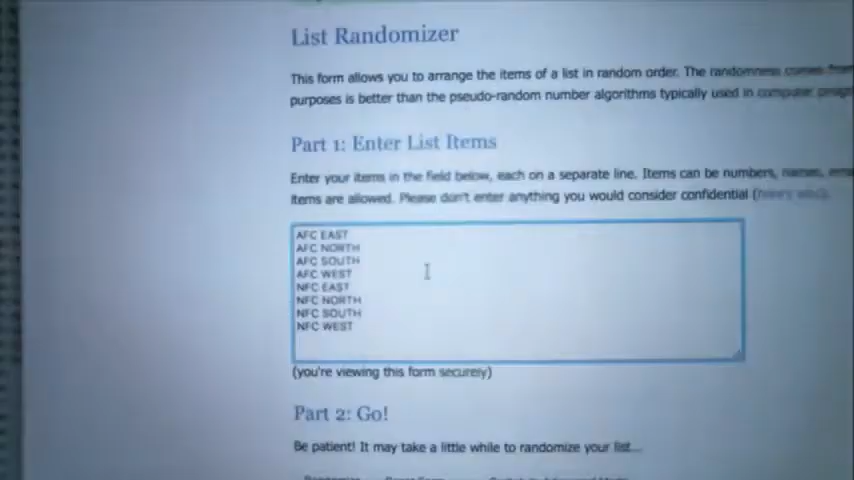 List Randomizer
This form allows you to arrange the items of a list in random order. The randomness comes from
purposes is better than the pseudo-random number algorithms typically used in computer
Part 1: Enter List Items
Enter your items in the field below, each on a separate line. Items can be numbers, names,
items are allowed. Please don't enter anything you would consider confidential
AFC EAST
AFC NORTH
AFC SOUTH
AFC WEST
NFC EAST
NFC NORTH
NFC SOUTH
NFC WEST
(you're viewing this form securely)
Part 2: Go!
Be patient! It may take a little while to randomize your list...